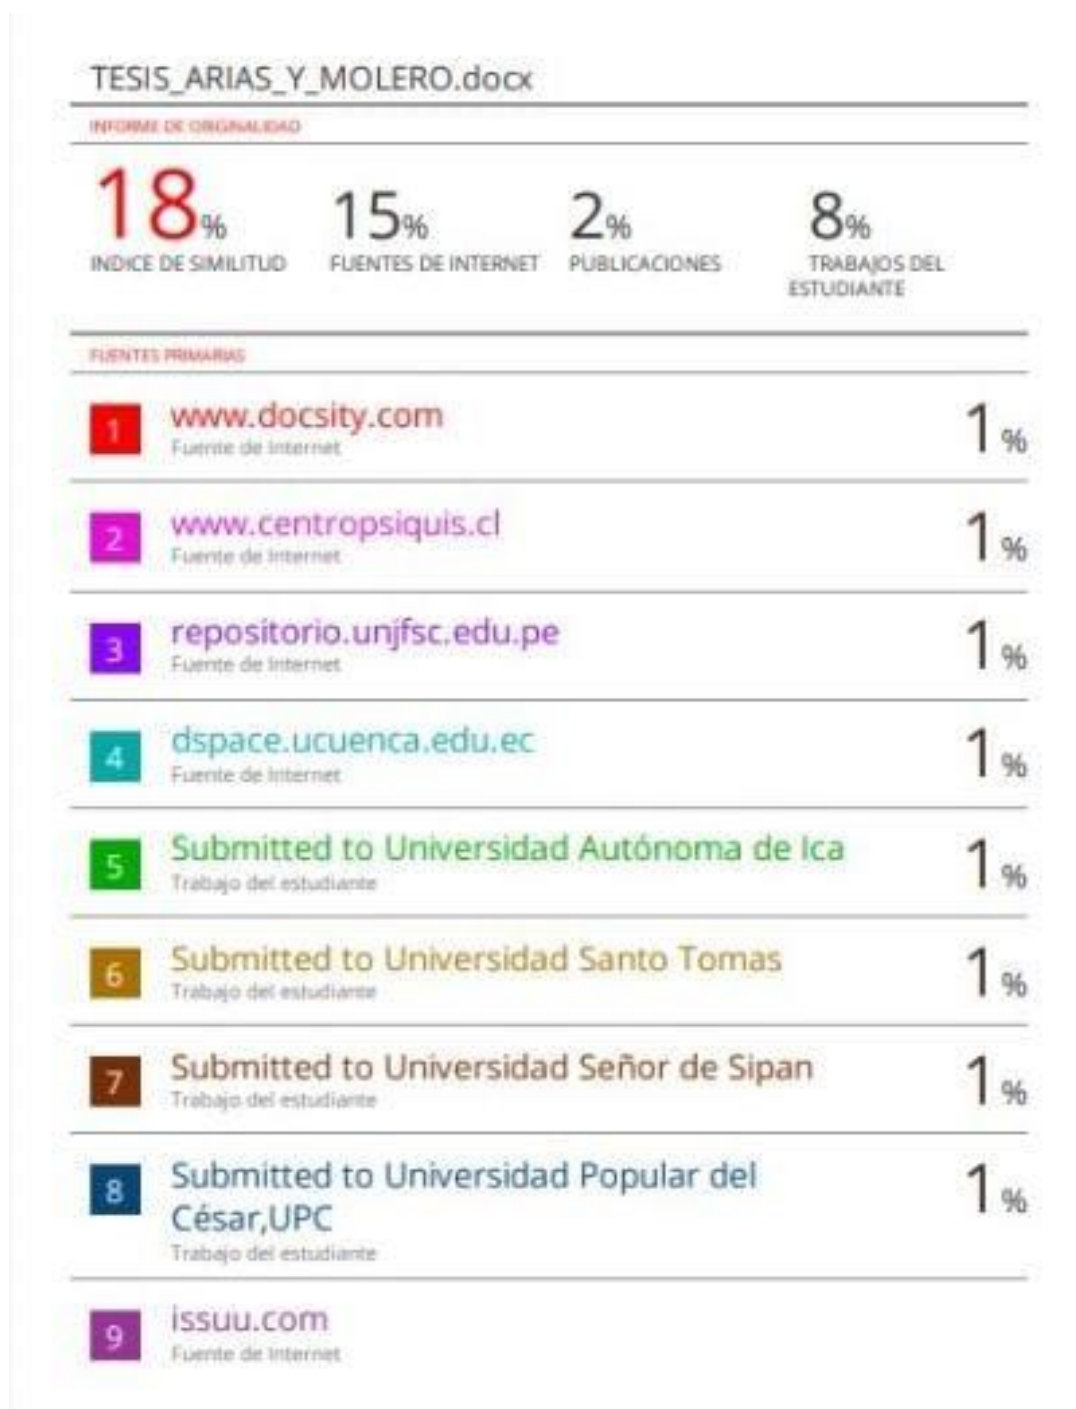 TESIS_ARIAS_Y_MOLERO.docx
INFORME DE ORIGINALIDAD
18% 15% 2% 8%
INDICE DE SIMILITUD FUENTES DE INTERNET PUBLICACIONES TRABAJOS DEL
ESTUDIANTE
FUENTES PRIMARIAS
1 www.docsity.com 1%
Fuente de Internet
2 www.centropsiquis.cl 1%
Fuente de Internet
3 repositorio.unjfsc.edu.pe 1%
Fuente de Internet
4 dspace.ucuenca.edu.ec 1%
Fuente de Internet
5 Submitted to Universidad Autónoma de Ica 1%
Trabajo del estudiante
6 Submitted to Universidad Santo Tomas 1%
Trabajo del estudiante
7 Submitted to Universidad Señor de Sipan 1%
Trabajo del estudiante
8 Submitted to Universidad Popular del 1%
César,UPC
Trabajo del estudiante
9 issuu.com
Fuente de Internet